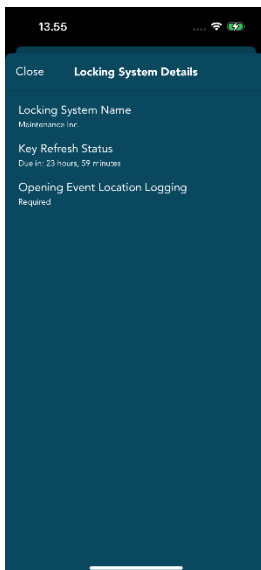 13.55
Close Locking System Details
Locking System Name
Maintenance Inc.
Key Refresh Status
Due in: 23 hours, 59 minutes
Opening Event Location Logging
Required